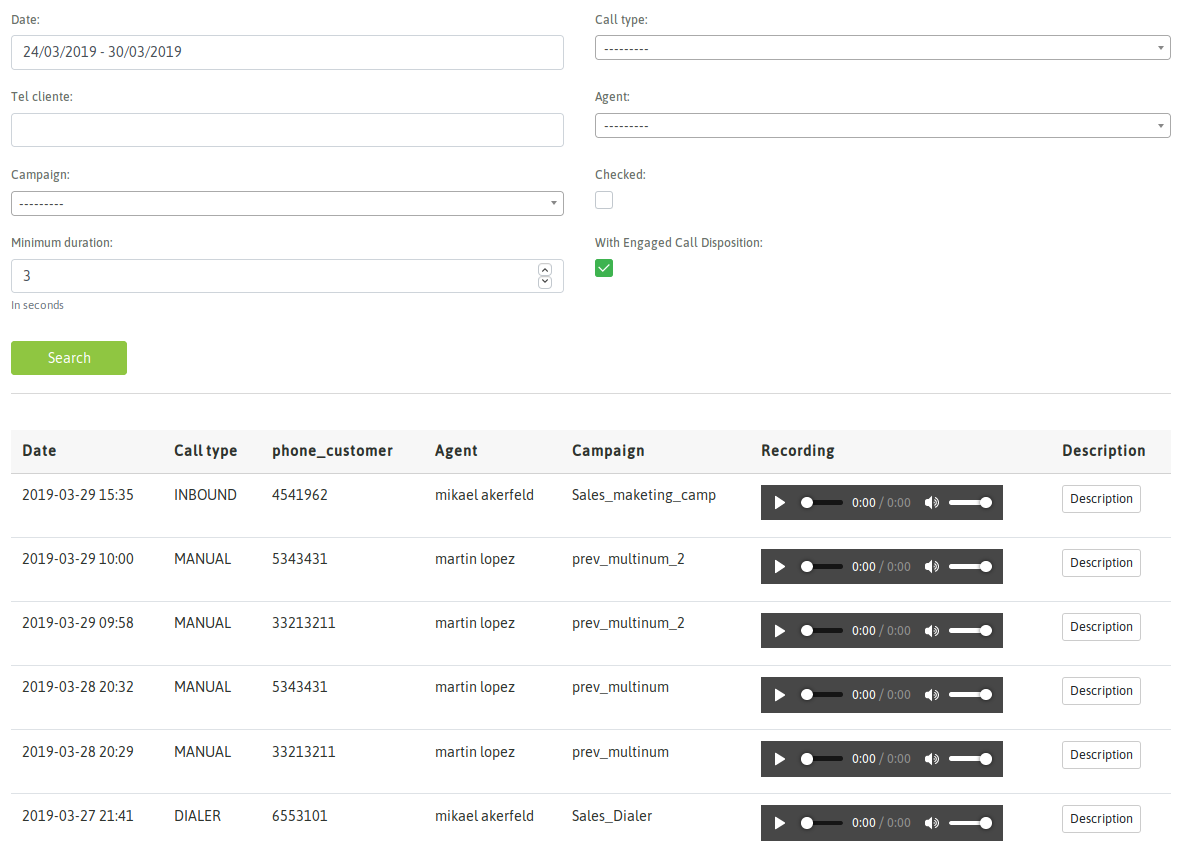 Date: Call type:
24/03/2019 - 30/03/2019 ---------
Tel cliente: Agent:
---------
Campaign: Checked:
---------
Minimum duration: With Engaged Call Disposition:
3
In seconds
Search
Date Call type phone_customer Agent Campaign Recording Description
2019-03-29 15:35 INBOUND 4541962 mikael akerfeld Sales_maketing_camp 0:00 / 0:00 Description
2019-03-29 10:00 MANUAL 5343431 martin lopez prev_multinum_2 0:00 / 0:00 Description
2019-03-29 09:58 MANUAL 33213211 martin lopez prev_multinum_2 0:00 / 0:00 Description
2019-03-28 20:32 MANUAL 5343431 martin lopez prev_multinum 0:00 / 0:00 Description
2019-03-28 20:29 MANUAL 33213211 martin lopez prev_multinum 0:00 / 0:00 Description
2019-03-27 21:41 DIALER 6553101 mikael akerfeld Sales_Dialer 0:00 / 0:00 Description